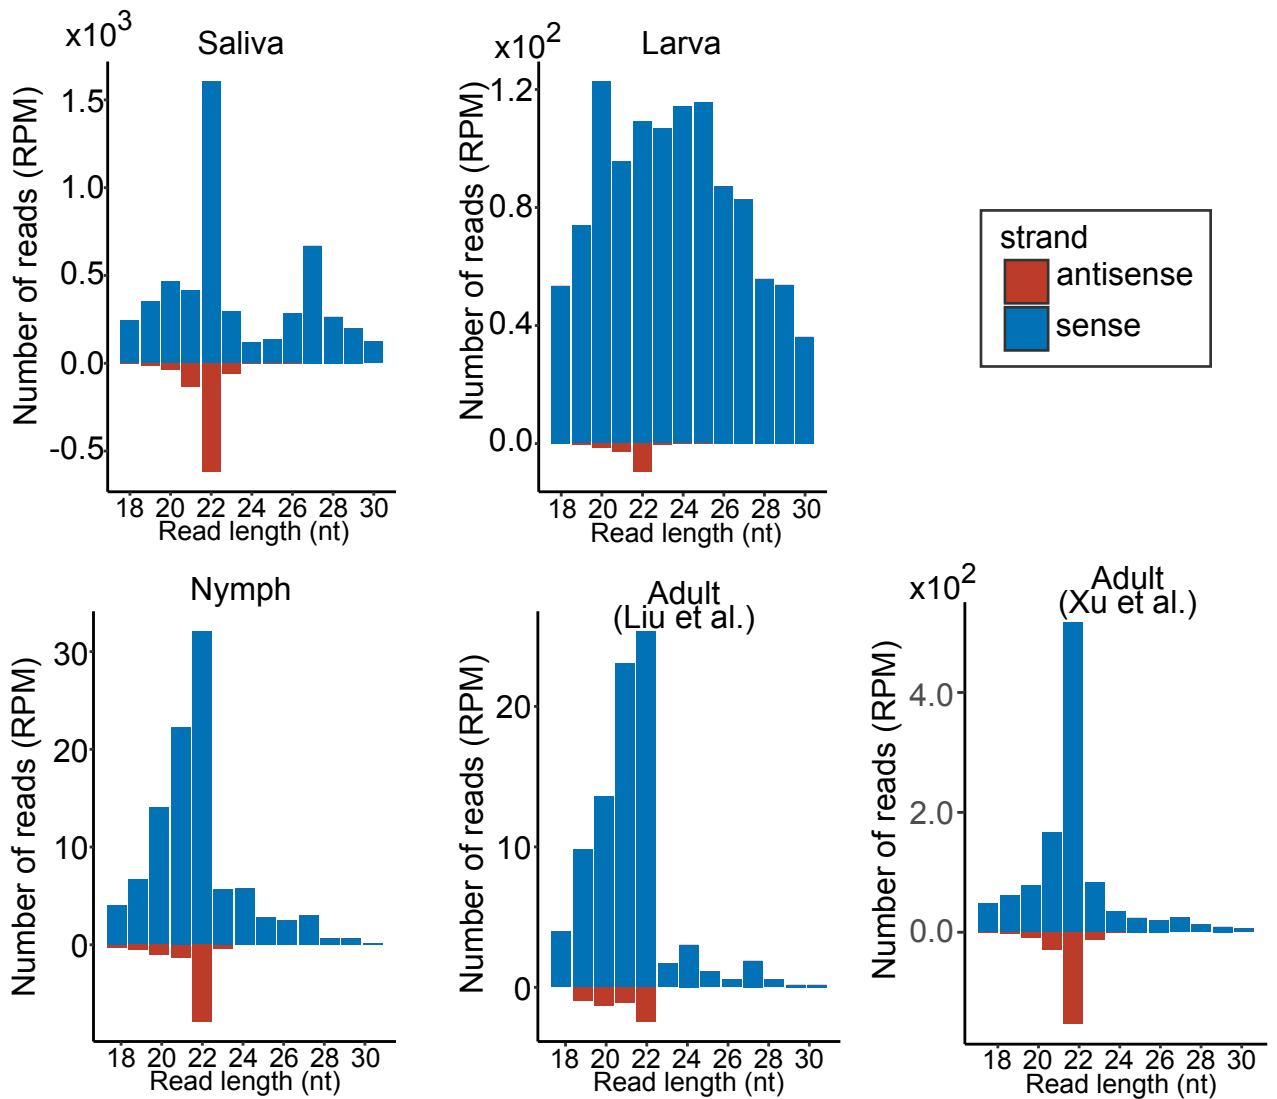 x10³
Saliva
Number of reads (RPM)
1.5
1.0
0.5
0.0
-0.5
18 20 22 24 26 28 30
Read length (nt)
x10²
Larva
Number of reads (RPM)
1.2
0.8
0.4
0.0
18 20 22 24 26 28 30
Read length (nt)
strand
antisense
sense
Nymph
Number of reads (RPM)
30
20
10
0
18 20 22 24 26 28 30
Read length (nt)
Adult
(Liu et al.)
Number of reads (RPM)
20
10
0
18 20 22 24 26 28 30
Read length (nt)
x10²
Adult
(Xu et al.)
Number of reads (RPM)
4.0
2.0
0.0
18 20 22 24 26 28 30
Read length (nt)